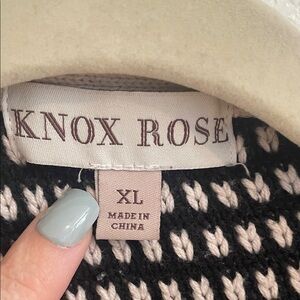 KNOX ROSE
XL
MADE IN
CHINA